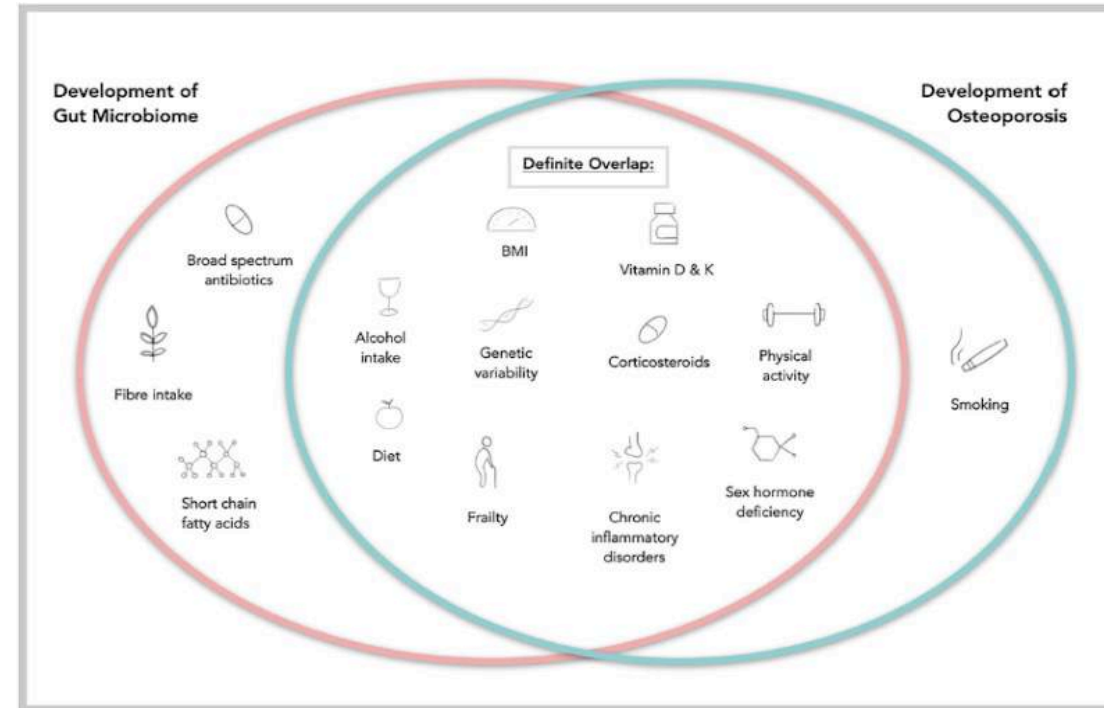 Development of
Gut Microbiome
Development of
Osteoporosis
Definite Overlap:
BMI
Vitamin D & K
Broad spectrum
antibiotics
Alcohol
intake
Genetic
variability
Corticosteroids
Physical
activity
Fibre intake
Smoking
Diet
Short chain
fatty acids
Frailty
Chronic
inflammatory
disorders
Sex hormone
deficiency